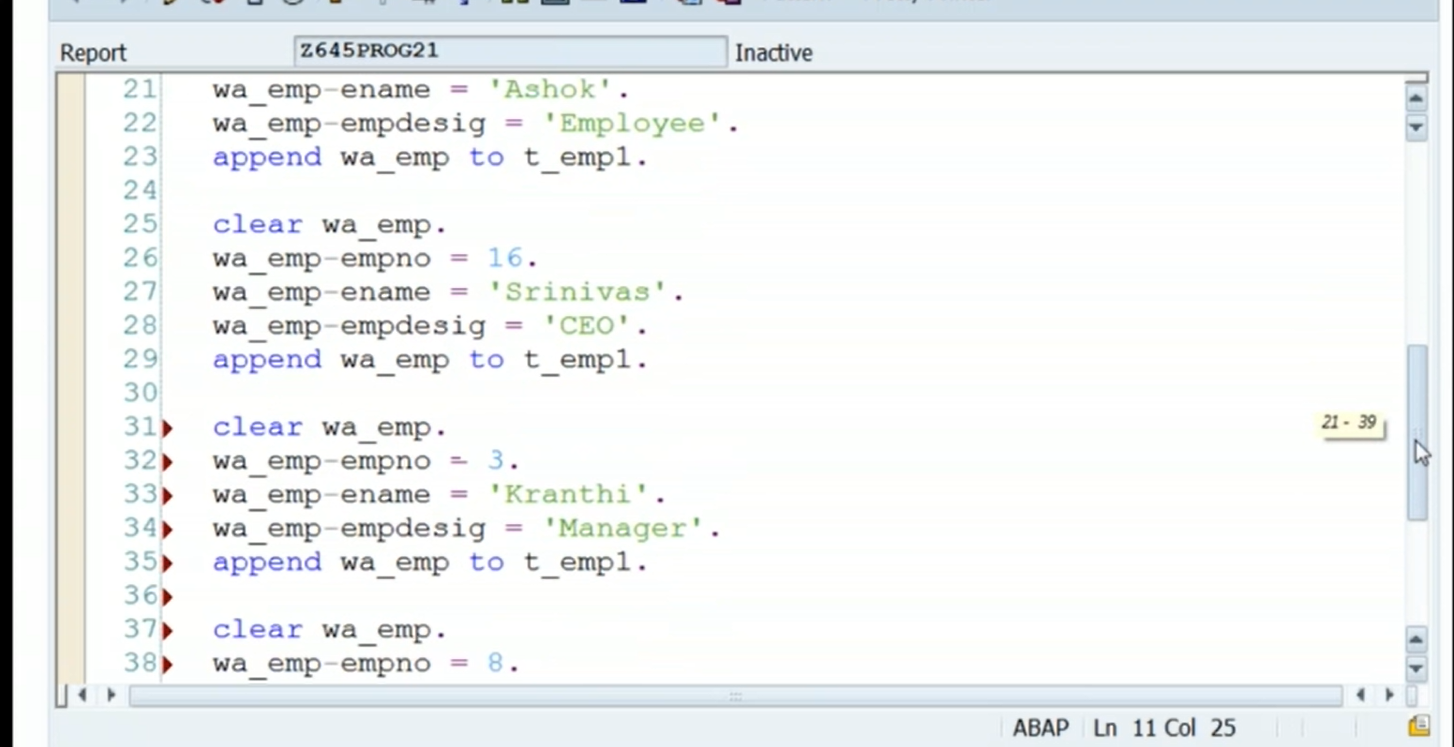 Report Z645PROG21 Inactive
21 wa_emp-ename = 'Ashok'.
22 wa_emp-empdesig = 'Employee'.
23 append wa_emp to t_emp1.
24
25 clear wa_emp.
26 wa_emp-empno = 16.
27 wa_emp-ename = 'Srinivas'.
28 wa_emp-empdesig = 'CEO'.
29 append wa_emp to t_emp1.
30
31 clear wa_emp.
32 wa_emp-empno = 3.
33 wa_emp-ename = 'Kranthi'.
34 wa_emp-empdesig = 'Manager'.
35 append wa_emp to t_emp1.
36
37 clear wa_emp.
38 wa_emp-empno = 8.
21 - 39
ABAP Ln 11 Col 25